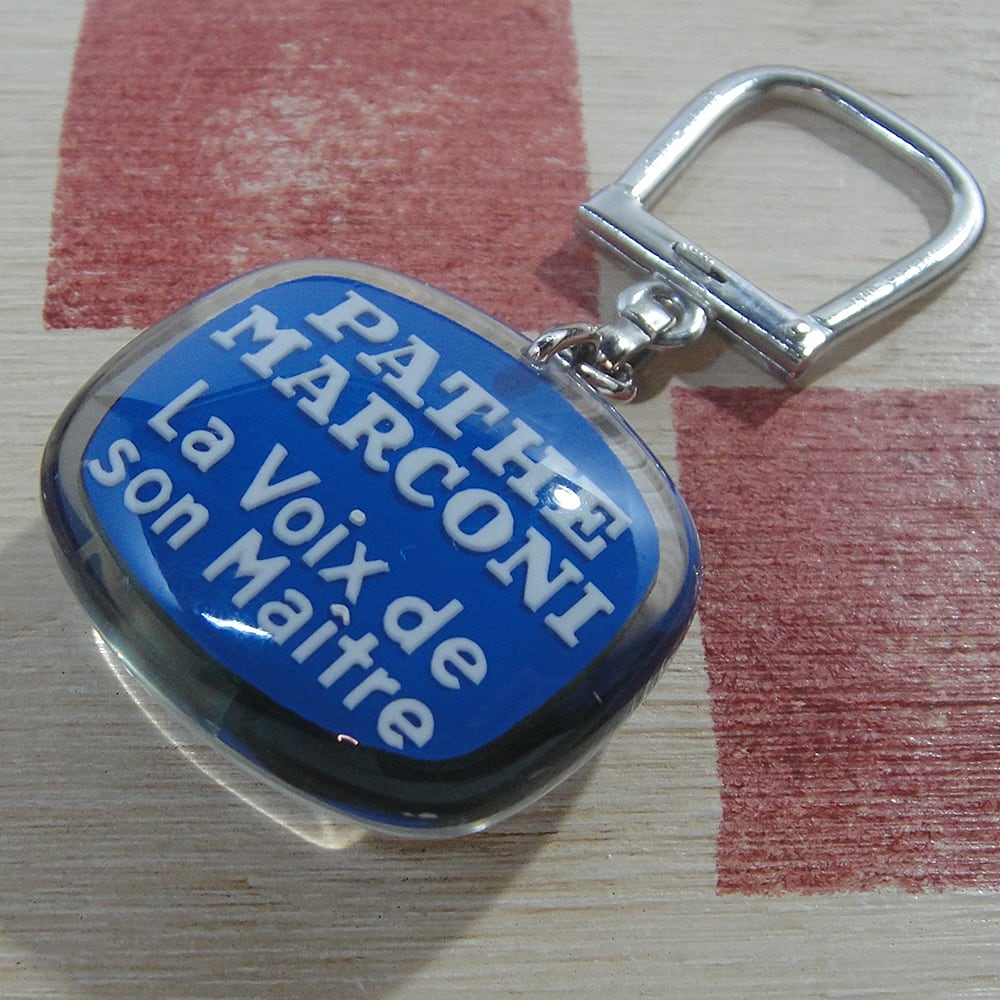 PATHE
MARCONI
La Voix de
son Maître